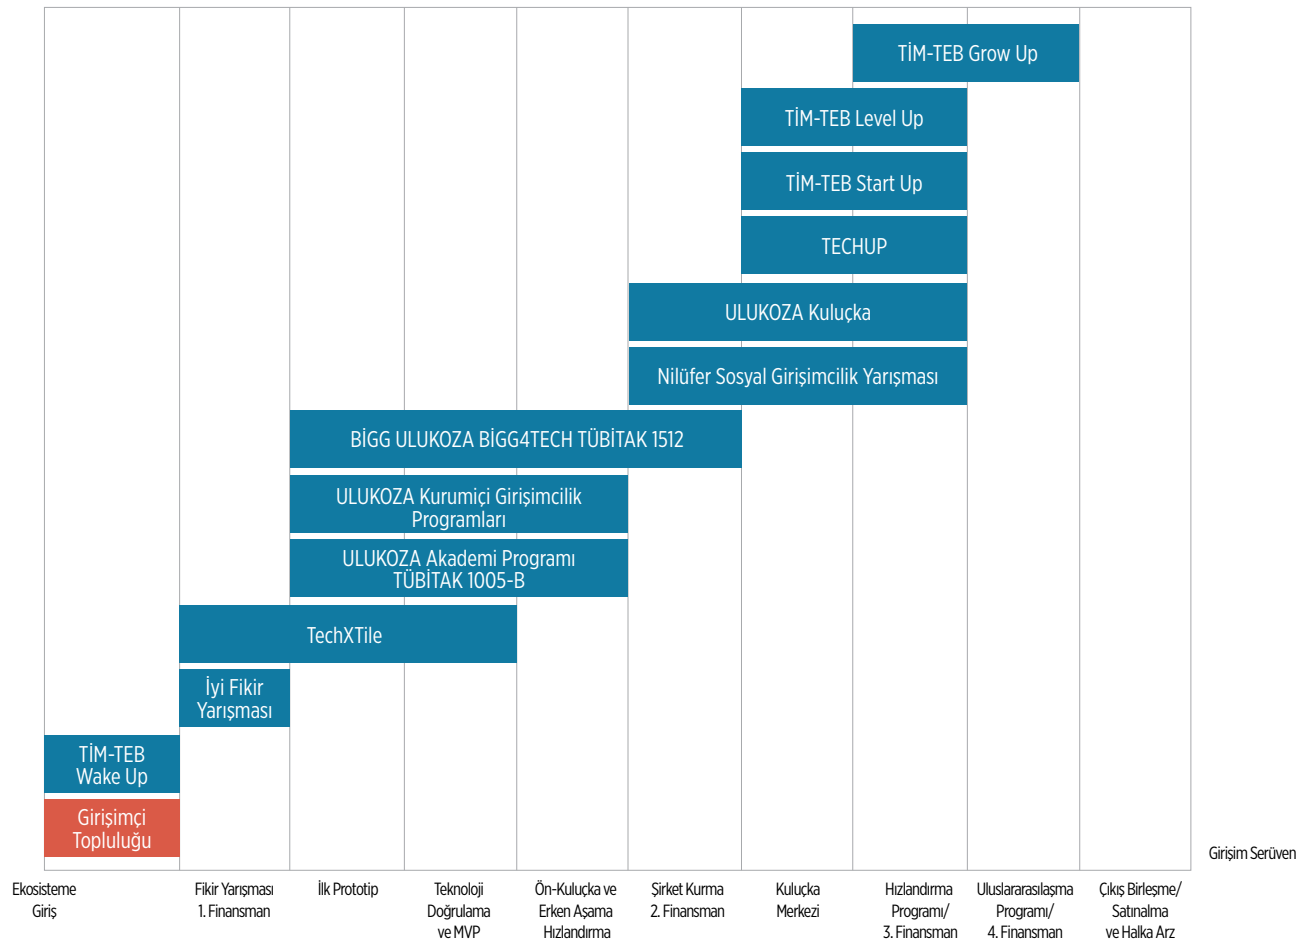 TİM-TEB Grow Up
TİM-TEB Level Up
TİM-TEB Start Up
TECHUP
ULUKOZA Kuluçka
Nilüfer Sosyal Girişimcilik Yarışması
BİGG ULUKOZA BİGG4TECH TÜBİTAK 1512
ULUKOZA Kurumiçi Girişimcilik
Programları
ULUKOZA Akademi Programı
TÜBİTAK 1005-B
TechXTile
İyi Fikir
Yarışması
TİM-TEB
Wake Up
Girişimçi
Topluluğu
Girişim Serüven
Ekosisteme
Giriş
Fikir Yarışması
1. Finansman
İlk Prototip
Teknoloji
Doğrulama
ve MVP
Ön-Kuluçka ve
Erken Aşama
Hızlandırma
Şirket Kurma
2. Finansman
Kuluçka
Merkezi
Hızlandırma
Programı/
3. Finansman
Uluslararasılaşma
Programı/
4. Finansman
Çıkış Birleşme/
Satınalma
ve Halka Arz